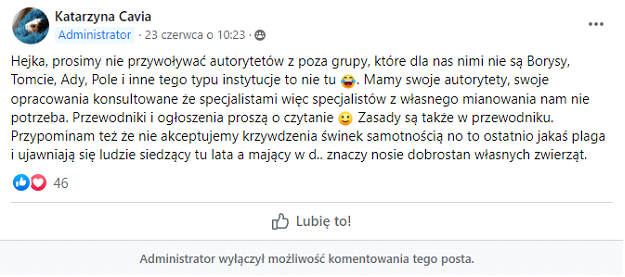 Katarzyna Cavia
Administrator · 23 czerwca o 10:23 ·
Hejka, prosimy nie przywoływać autorytetów z poza grupy, które dla nas nimi nie są Borysy,
Tomcie, Ady, Pole i inne tego typu instytucje to nie tu 😂. Mamy swoje autorytety, swoje
opracowania konsultowane że specjalistami więc specjalistów z własnego mianowania nam nie
potrzeba. Przewodniki i ogłoszenia proszą o czytanie 🙂 Zasady są także w przewodniku.
Przypominam też że nie akceptujemy krzywdzenia świnek samotnością no to ostatnio jakaś plaga
i ujawniają się ludzie siedzący tu lata a mający w d.. znaczy nosie dobrostan własnych zwierząt.
46
Lubię to!
Administrator wyłączył możliwość komentowania tego posta.